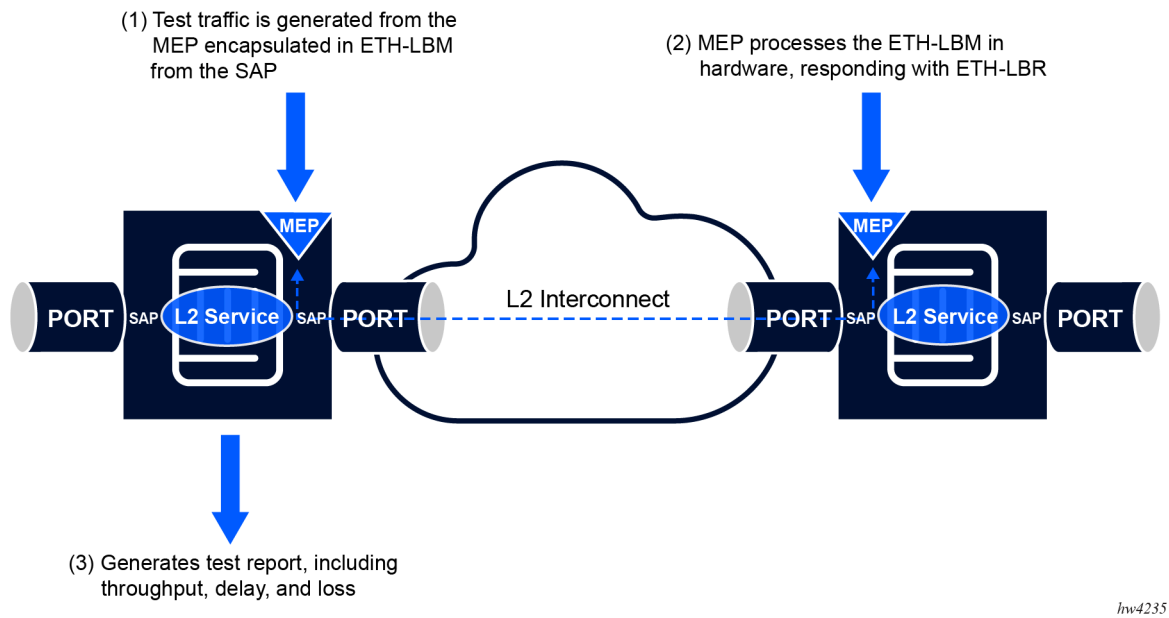 (1) Test traffic is generated from the
MEP encapsulated in ETH-LBM
from the SAP
(2) MEP processes the ETH-LBM in
hardware, responding with ETH-LBR
MEP
MEP
PORT
SAP
L2 Service
SAP
PORT
L2 Interconnect
PORT
SAP
L2 Service
SAP
PORT
(3) Generates test report, including
throughput, delay, and loss
hw4235